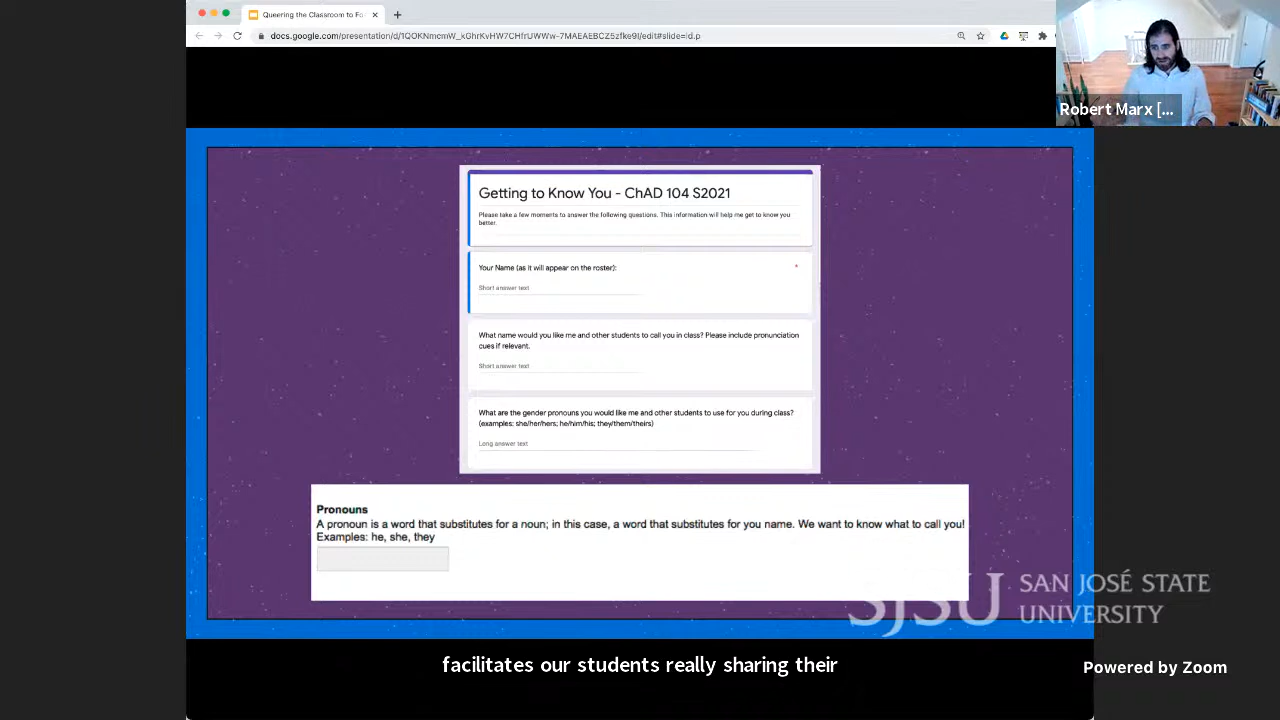 Queering the Classroom to Fo
docs.google.com/presentation/d/
/edit#slide=id.p
Robert Marx [...
Getting to Know You - ChAD 104 S2021
Please take a few moments to answer the following questions. This information will help me get to know you
better.
Your Name (as it will appear on the roster):
*
Short answer text
What name would you like me and other students to call you in class? Please include pronunciation
cues if relevant.
Short answer text
What are the gender pronouns you would like me and other students to use for you during class?
(examples: she/her/hers; he/him/his; they/them/theirs)
Long answer text
Pronouns
A pronoun is a word that substitutes for a noun; in this case, a word that substitutes for you name. We want to know what to call you!
Examples: he, she, they
SJSU SAN JOSÉ STATE
UNIVERSITY
facilitates our students really sharing their
Powered by Zoom